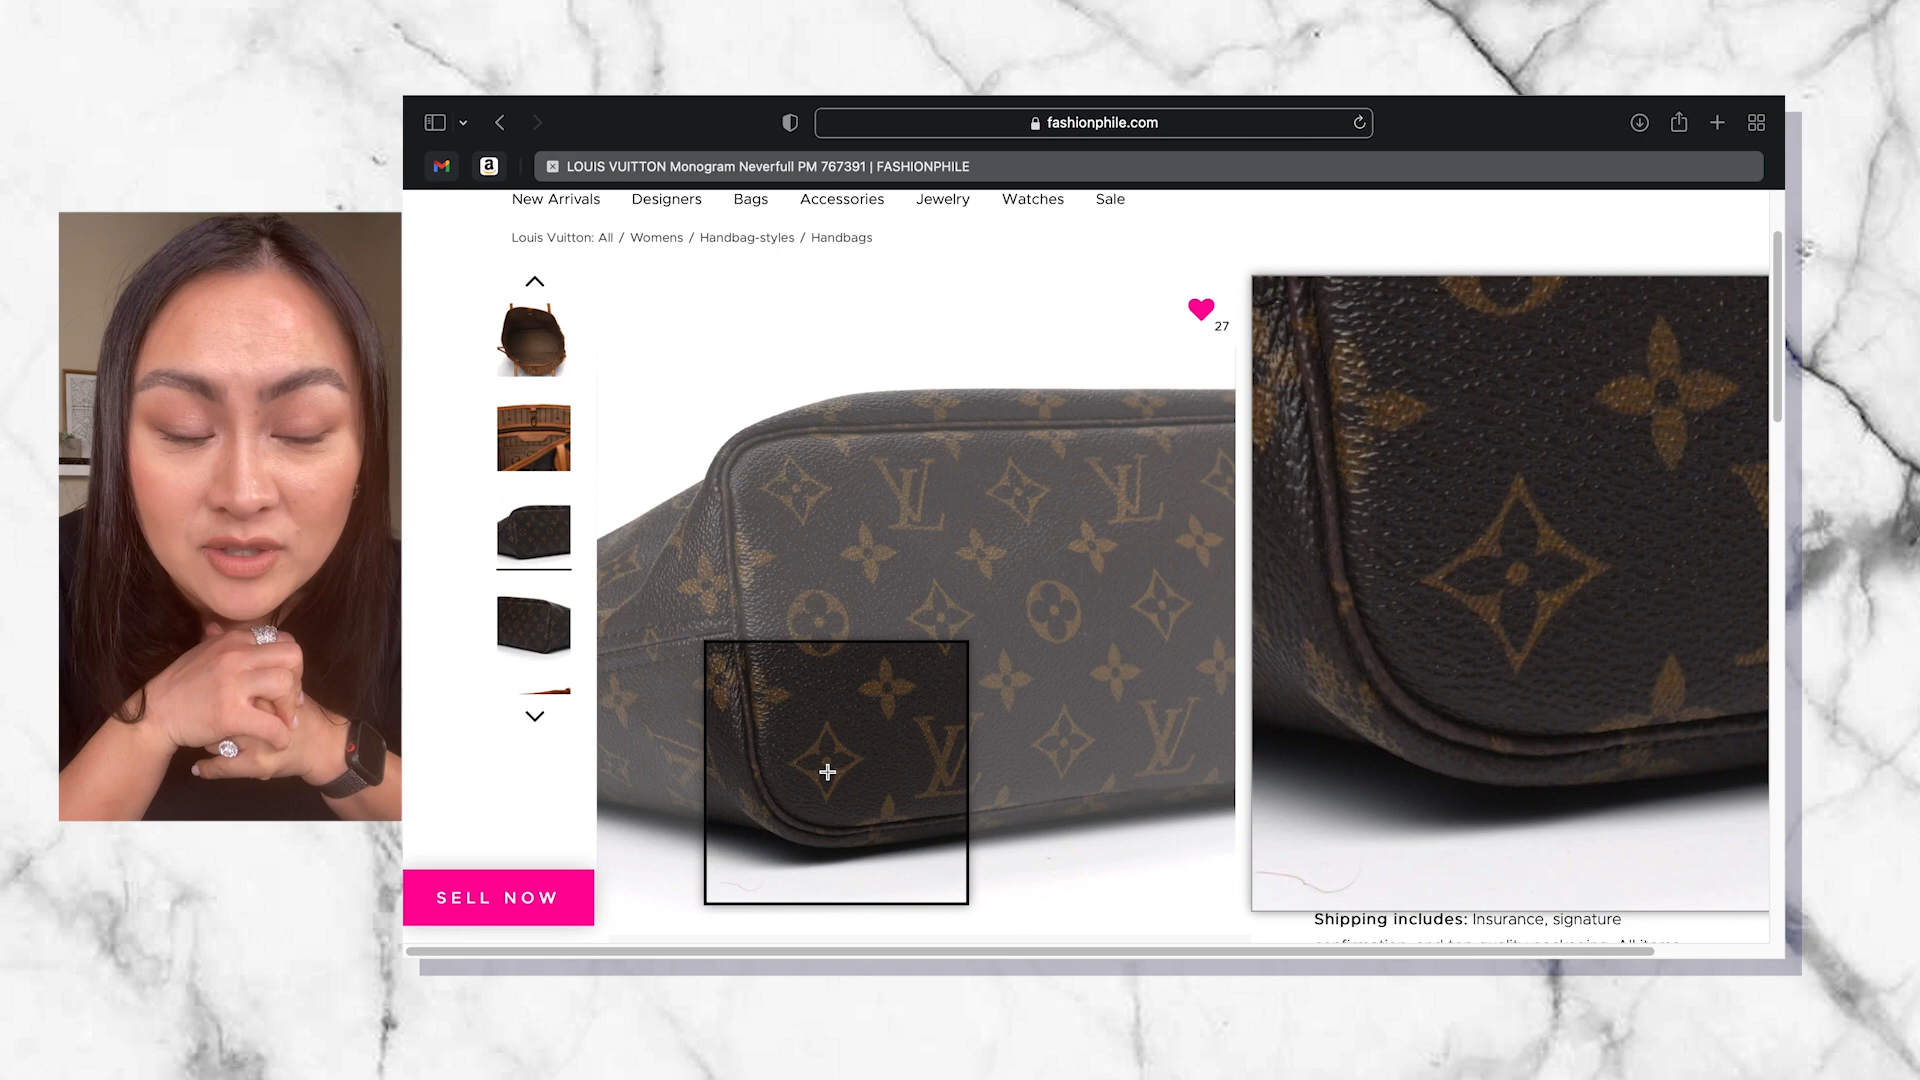 fashionphile.com
LOUIS VUITTON Monogram Neverfull PM 767391 | FASHIONPHILE
New Arrivals Designers Bags Accessories Jewelry Watches Sale
Louis Vuitton: All / Womens / Handbag-styles / Handbags
27
SELL NOW
Shipping includes: Insurance, signature